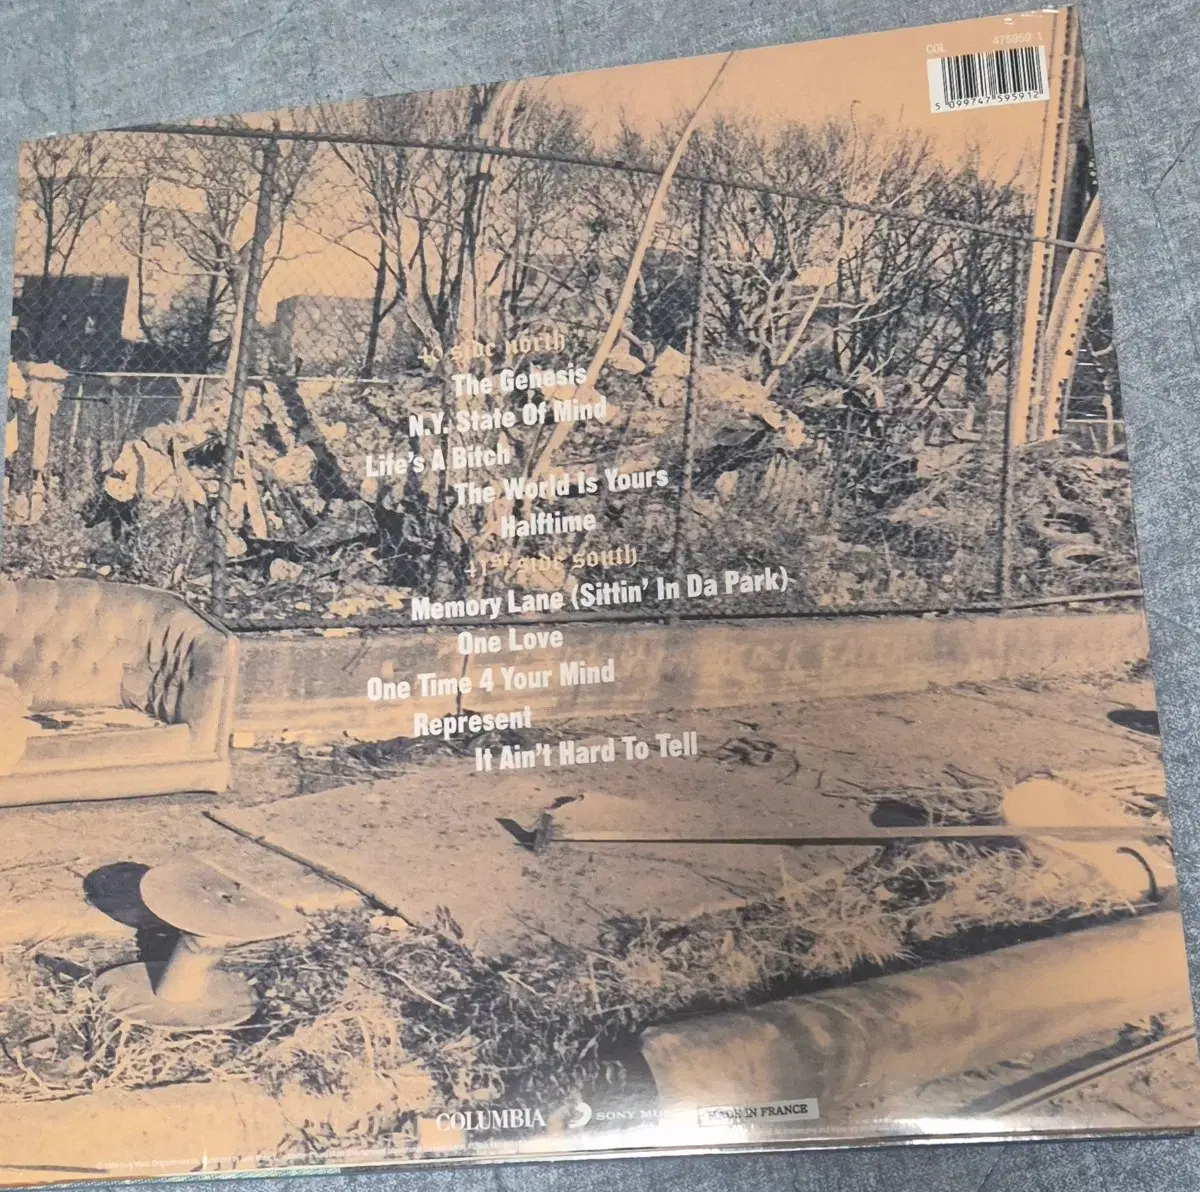 COL 475959 1
5 099747 595912
40 side north
The Genesis
N.Y. State Of Mind
Life's A Bitch
The World Is Yours
Halftime
41st side south
Memory Lane (Sittin' In Da Park)
One Love
One Time 4 Your Mind
Represent
It Ain't Hard To Tell
COLUMBIA SONY MU MADE IN FRANCE